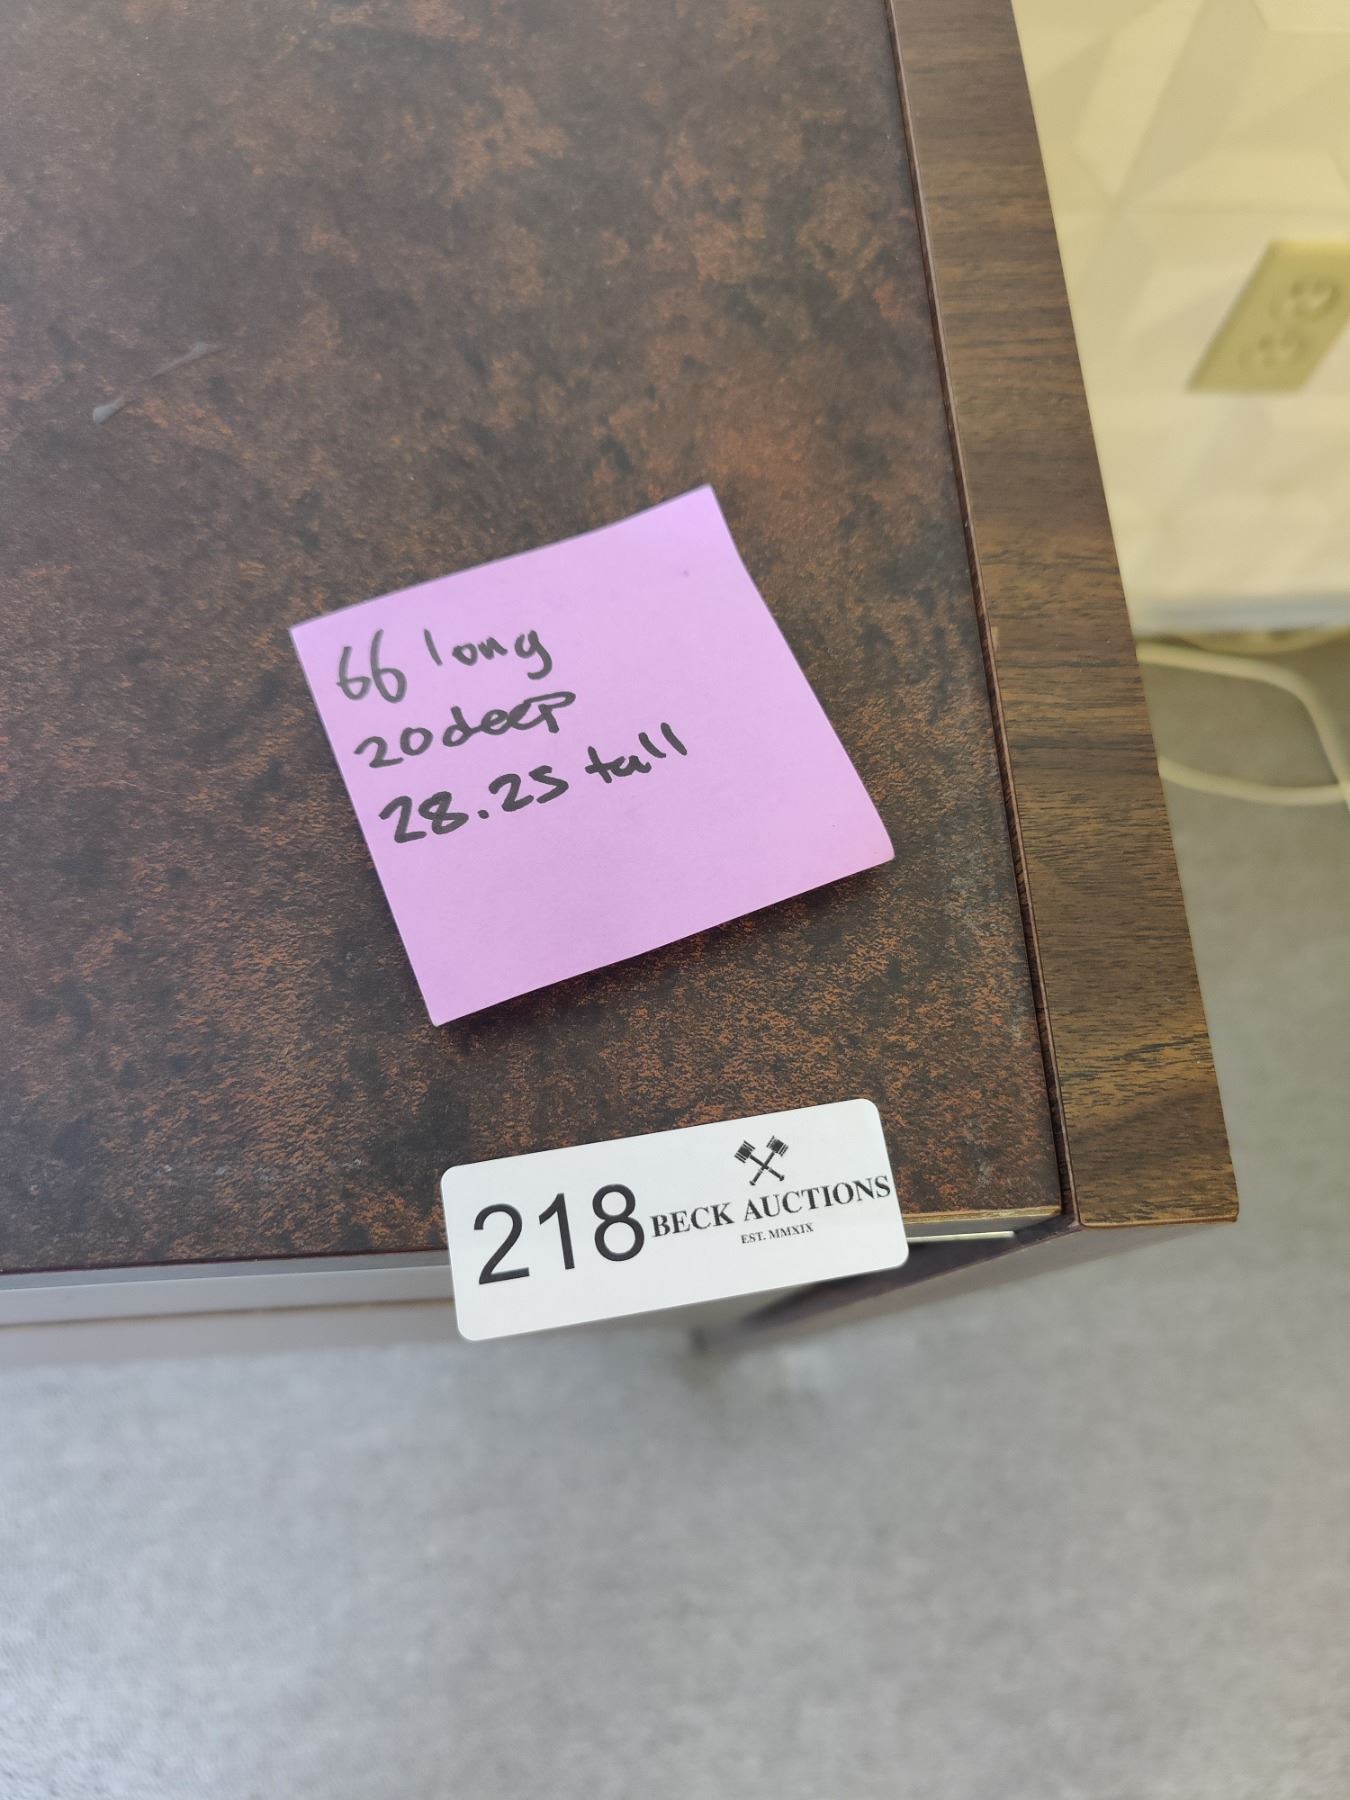 66 long
20 deep
28.25 tall
218 BECK AUCTIONS
EST. MMXIX